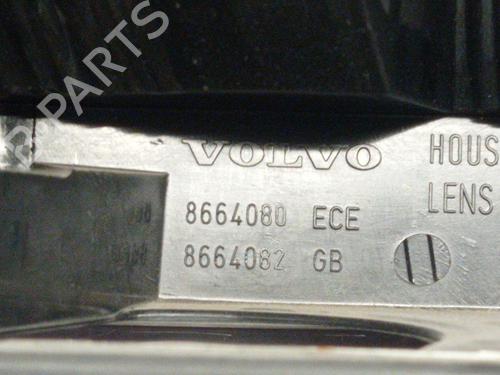 B-PARTS
VOLVO HOUS
8664080 ECE LENS
8664082 GB